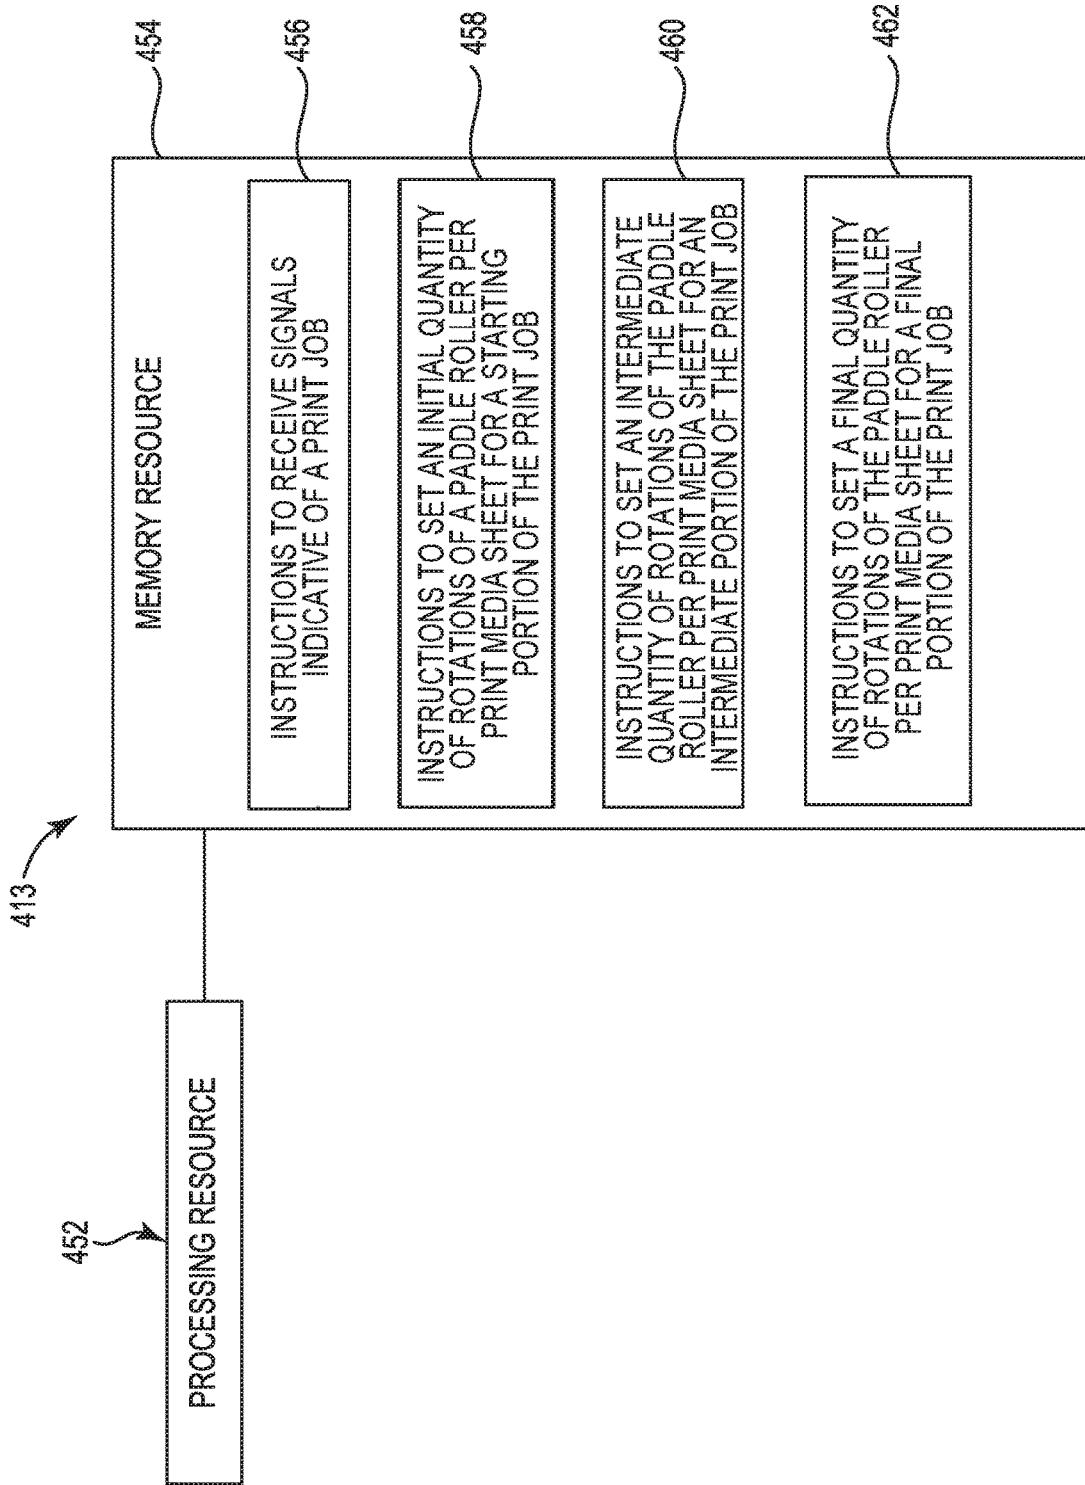 413
452
PROCESSING RESOURCE
454
MEMORY RESOURCE
456
INSTRUCTIONS TO RECEIVE SIGNALS
INDICATIVE OF A PRINT JOB
458
INSTRUCTIONS TO SET AN INITIAL QUANTITY
OF ROTATIONS OF A PADDLE ROLLER PER
PRINT MEDIA SHEET FOR A STARTING
PORTION OF THE PRINT JOB
460
INSTRUCTIONS TO SET AN INTERMEDIATE
QUANTITY OF ROTATIONS OF THE PADDLE
ROLLER PER PRINT MEDIA SHEET FOR AN
INTERMEDIATE PORTION OF THE PRINT JOB
462
INSTRUCTIONS TO SET A FINAL QUANTITY
OF ROTATIONS OF THE PADDLE ROLLER
PER PRINT MEDIA SHEET FOR A FINAL
PORTION OF THE PRINT JOB